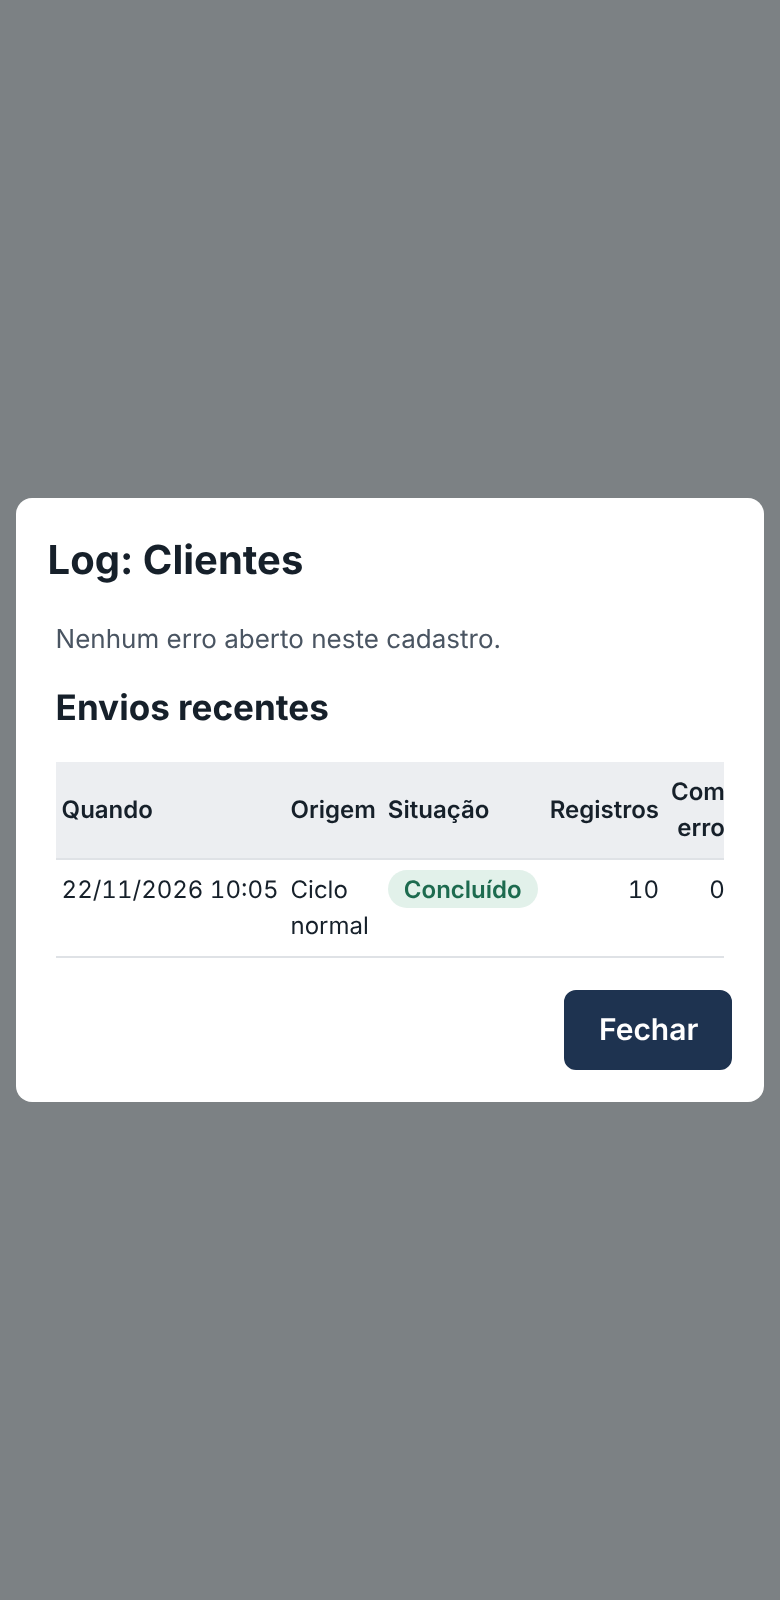 Log: Clientes
Nenhum erro aberto neste cadastro.
Envios recentes
Quando Origem Situação Registros Com erro
22/11/2026 10:05 Ciclo normal Concluído 10 0
Fechar